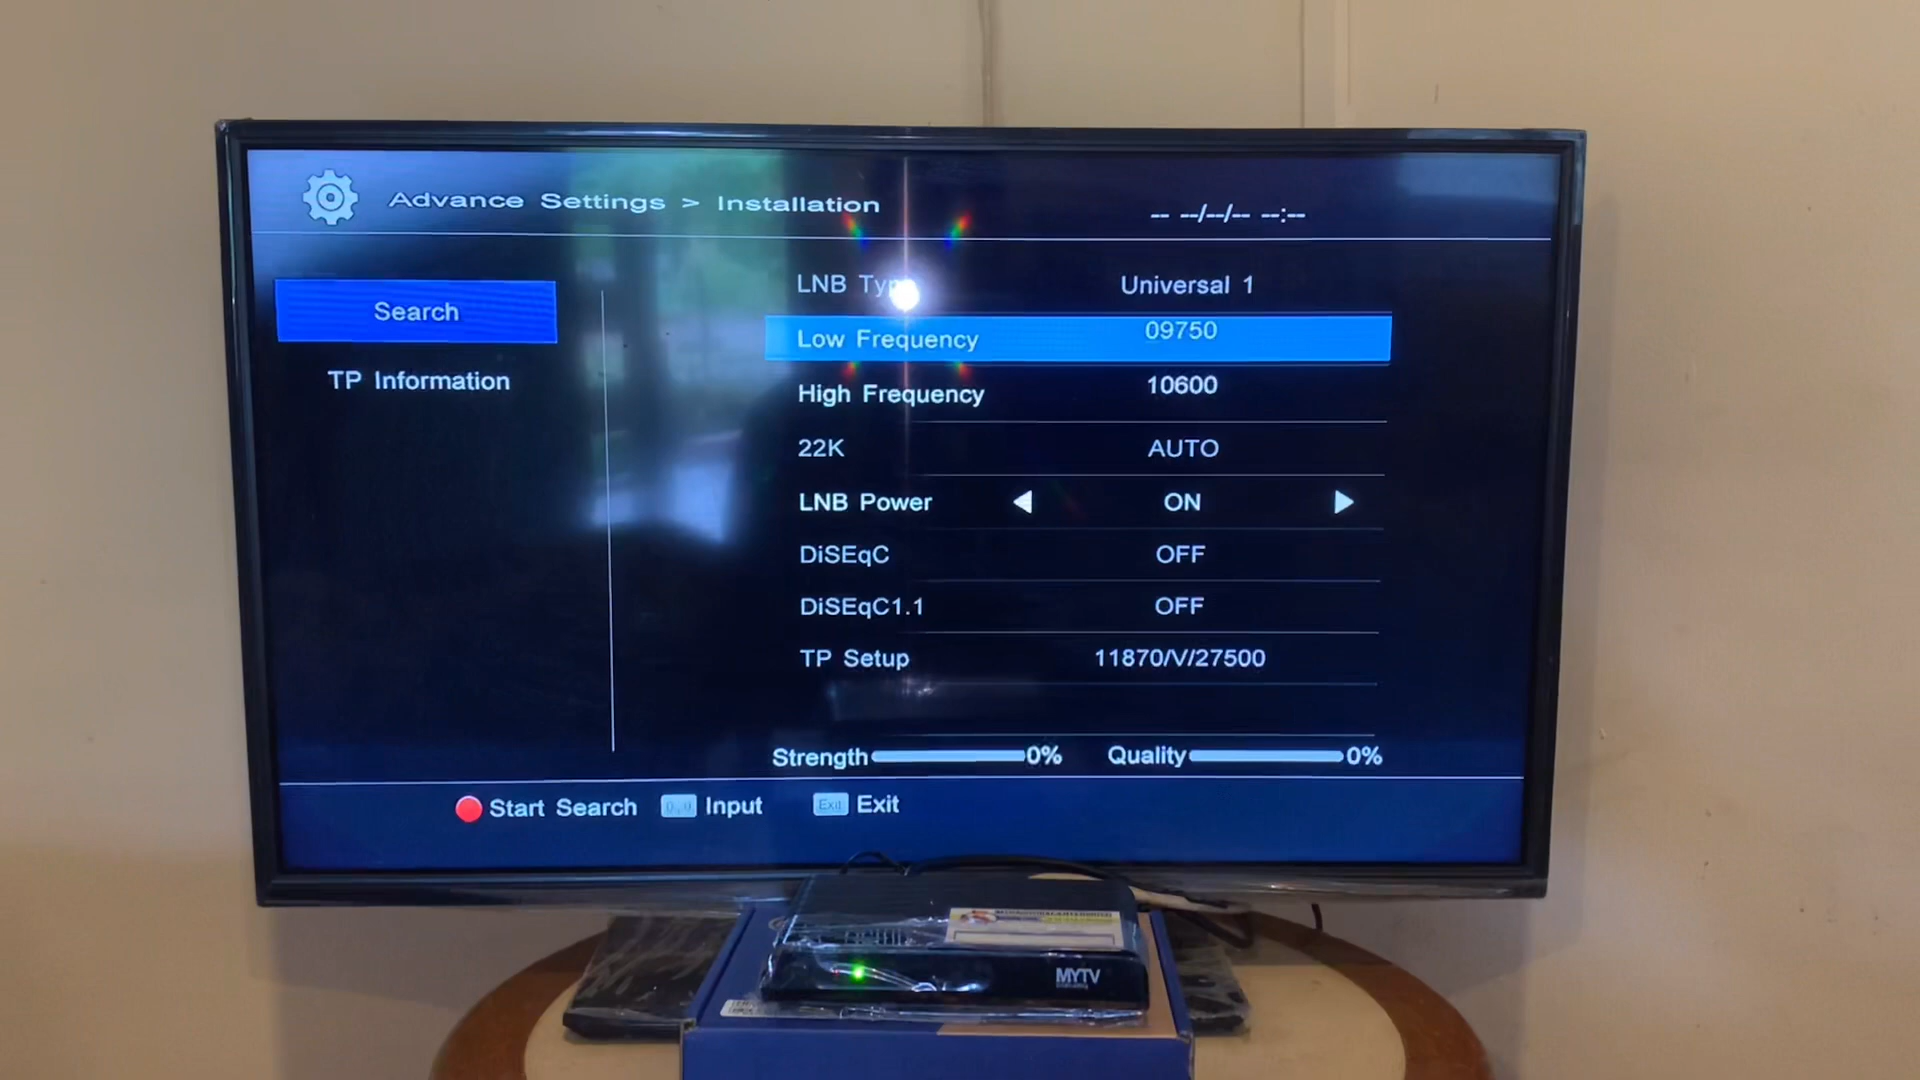 Advance Settings > Installation
-- --/--/-- --:--
Search
TP Information
LNB Type Universal 1
Low Frequency 09750
High Frequency 10600
22K AUTO
LNB Power ON
DiSEqC OFF
DiSEqC1.1 OFF
TP Setup 11870/V/27500
Strength 0% Quality 0%
Start Search Input Exit Exit
MYTV